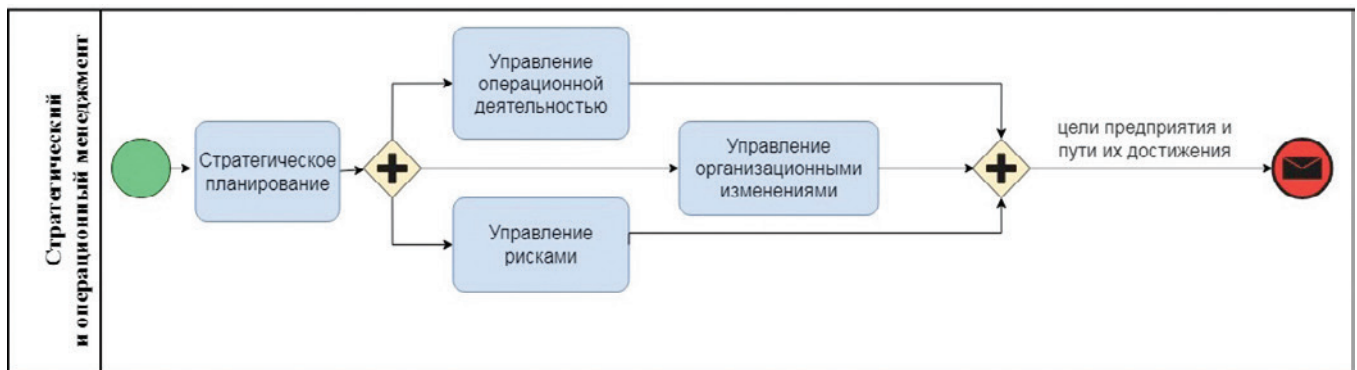 Стратегический
и операционный менеджмент
Стратегическое
планирование
Управление
операционной
деятельностью
Управление
организационными
изменениями
Управление
рисками
цели предприятия и
пути их достижения